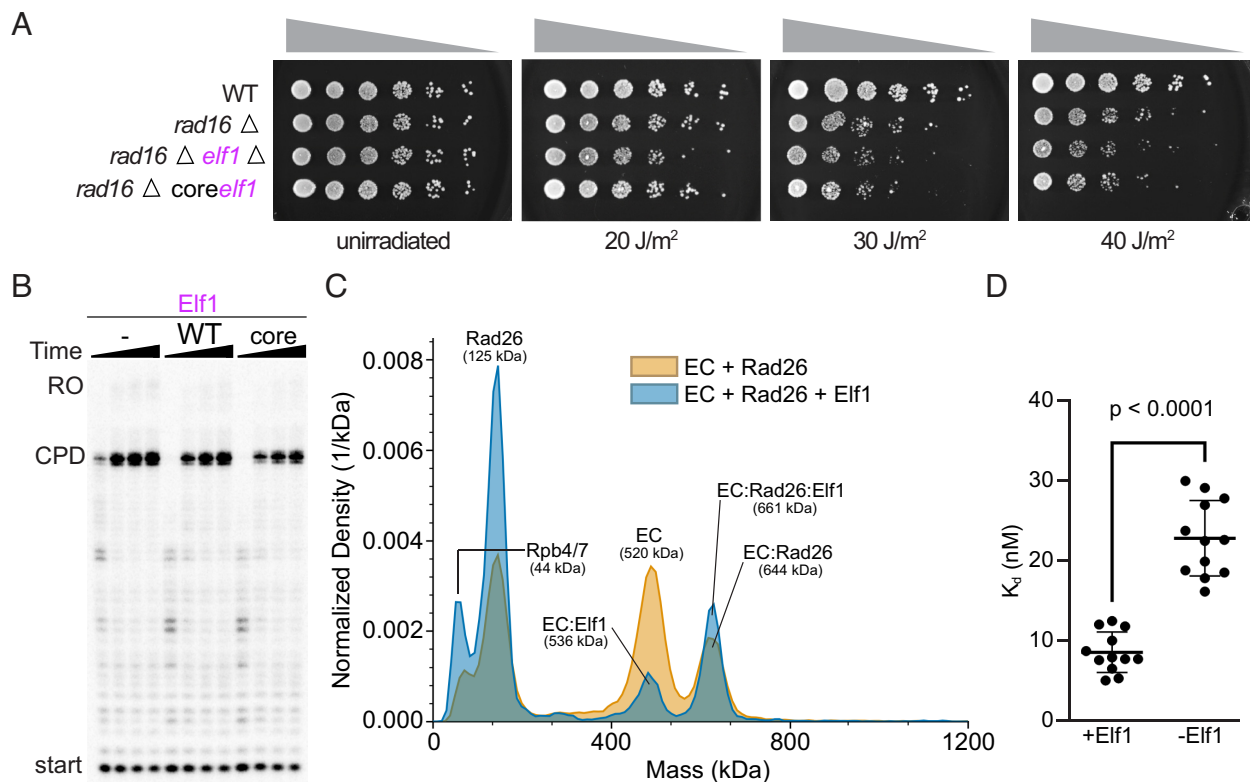 A
WT
rad16 △
rad16 △ elf1 △
rad16 △ coreelf1
unirradiated
20 J/m²
30 J/m²
40 J/m²
B
Elf1
- WT core
Time
RO
CPD
start
C
Normalized Density (1/kDa)
0.008
0.006
0.004
0.002
0.000
Rad26
(125 kDa)
EC + Rad26
EC + Rad26 + Elf1
Rpb4/7
(44 kDa)
EC
(520 kDa)
EC:Rad26:Elf1
(661 kDa)
EC:Rad26
(644 kDa)
EC:Elf1
(536 kDa)
0 400 800 1200
Mass (kDa)
D
p < 0.0001
Kd (nM)
40
30
20
10
0
+Elf1 -Elf1